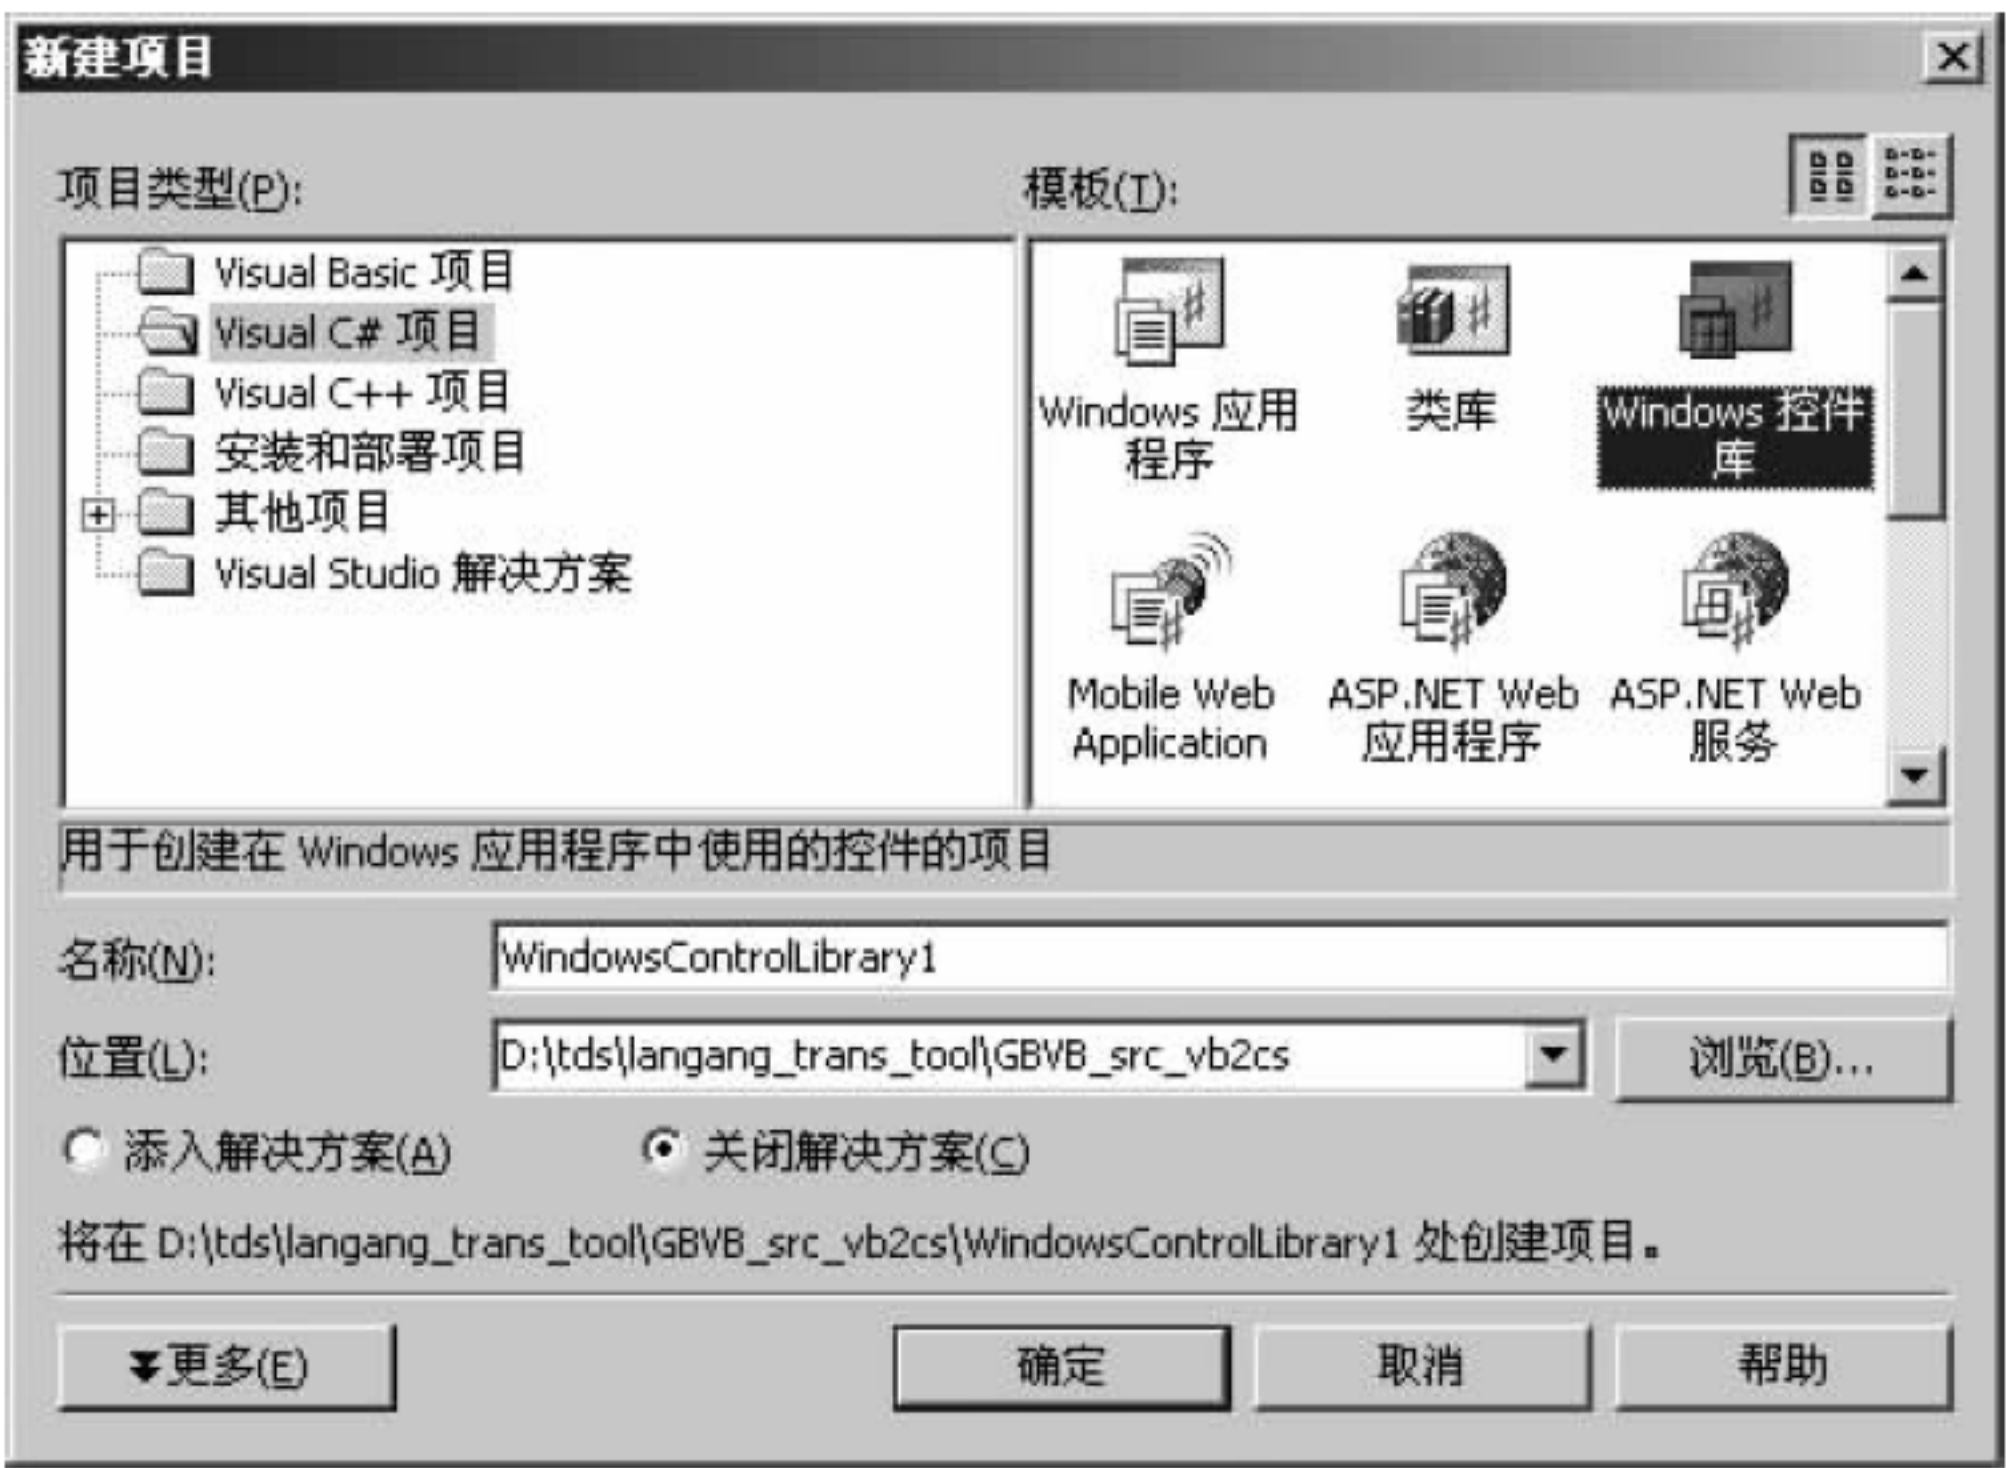 新建项目
项目类型(P):
模板(T):
Visual Basic 项目
Visual C# 项目
Visual C++ 项目
安装和部署项目
其他项目
Visual Studio 解决方案
Windows 应用
程序
类库
Windows 控件
库
Mobile Web
Application
ASP.NET Web
应用程序
ASP.NET Web
服务
用于创建在 Windows 应用程序中使用的控件的项目
名称(N):
WindowsControlLibrary1
位置(L):
D:\tds\langang_trans_tool\GBVB_src_vb2cs
浏览(B)...
添入解决方案(A)
关闭解决方案(C)
将在 D:\tds\langang_trans_tool\GBVB_src_vb2cs\WindowsControlLibrary1 处创建项目。
更多(E)
确定
取消
帮助